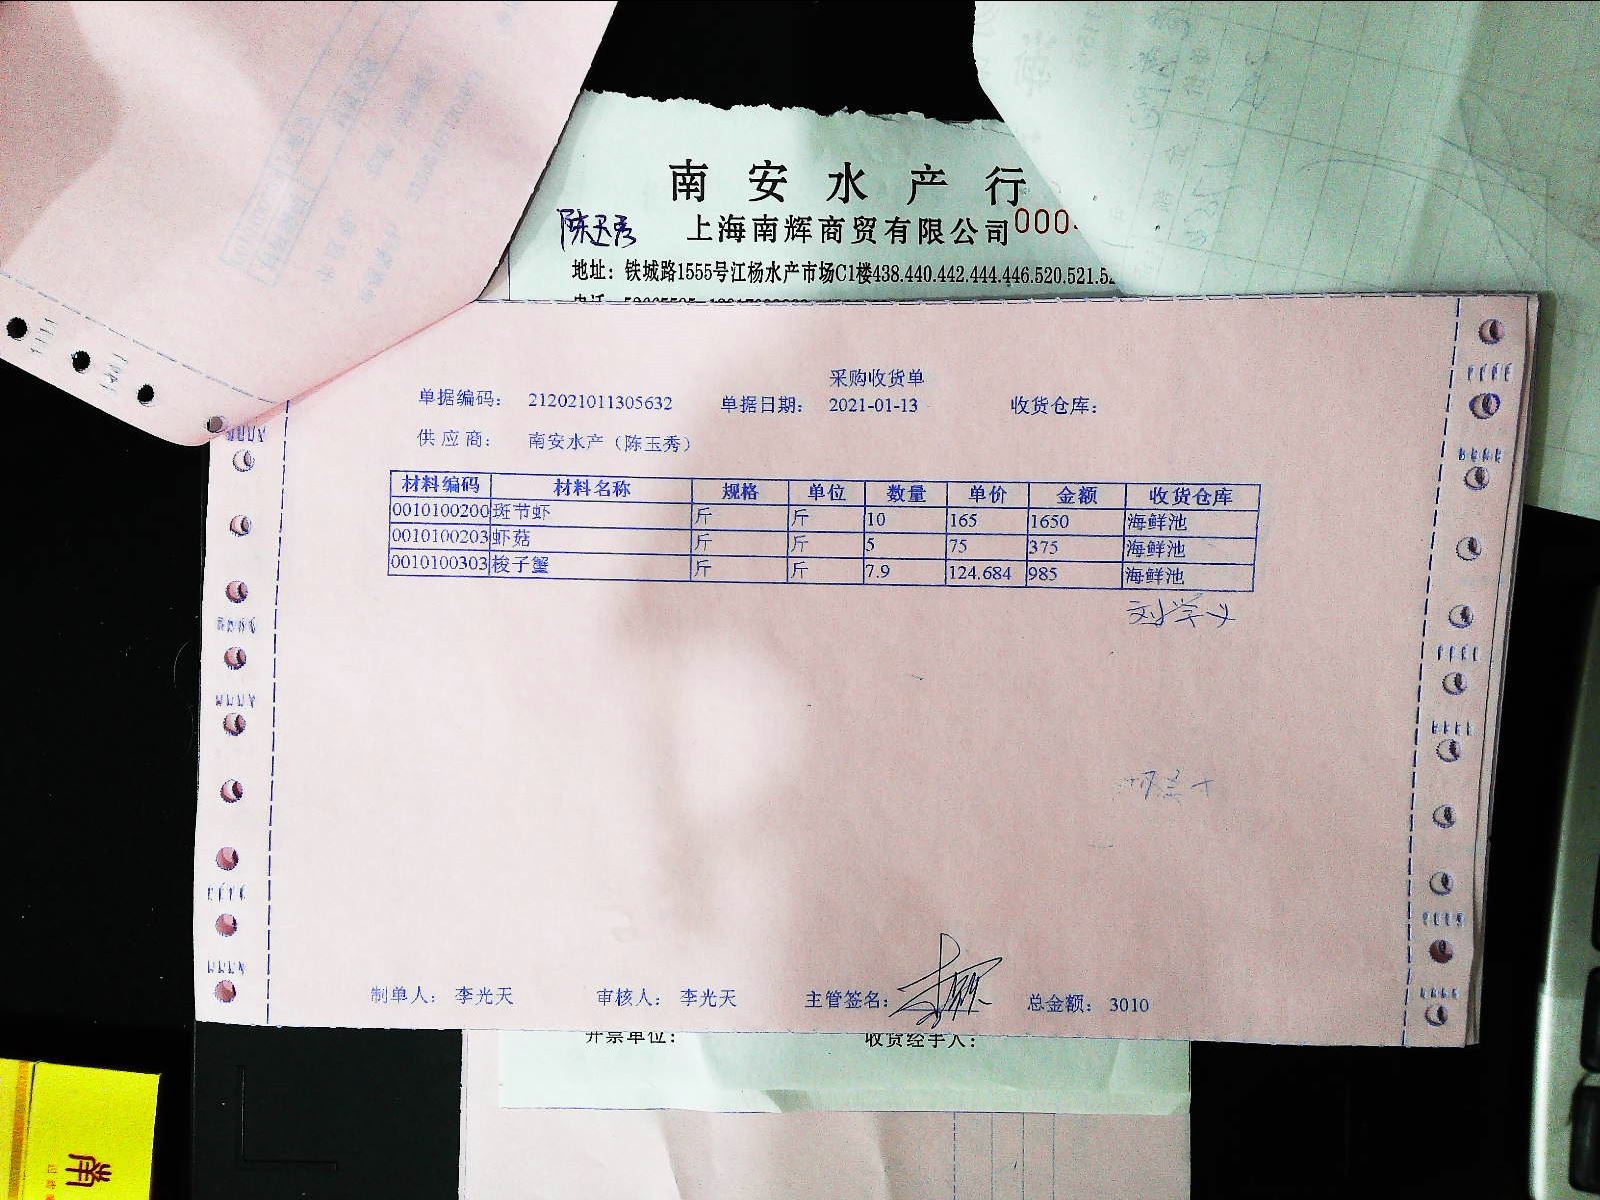 南安水产行
陈玉秀 上海南辉商贸有限公司 000
地址：铁城路1555号江杨水产市场C1楼438.440.442.444.446.520.521.52
采购收货单
单据编码： 212021011305632 单据日期： 2021-01-13 收货仓库：
供应商： 南安水产（陈玉秀）
材料编码 材料名称 规格 单位 数量 单价 金额 收货仓库
0010100200 斑节虾 斤 斤 10 165 1650 海鲜池
0010100203 虾菇 斤 斤 5 75 375 海鲜池
0010100303 梭子蟹 斤 斤 7.9 124.684 985 海鲜池
刘学义
制单人： 李光天 审核人： 李光天 主管签名： 总金额： 3010
开票单位： 收货经手人：